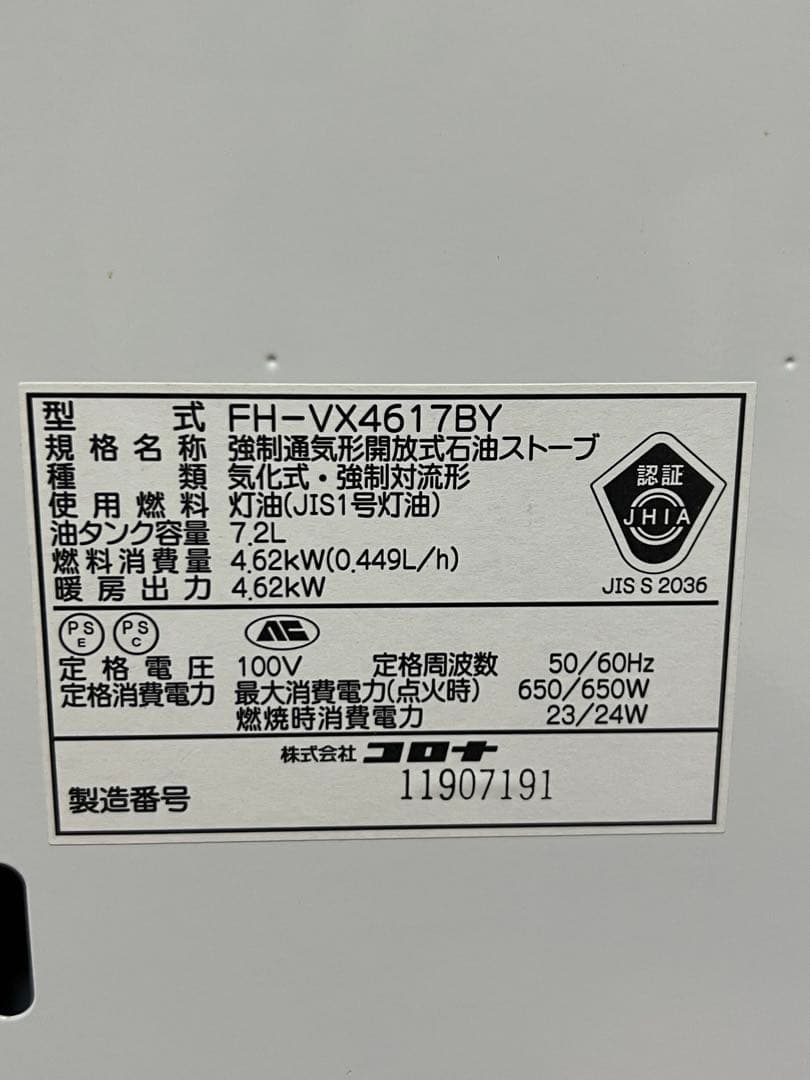 型式 FH-VX4617BY
規格名称 強制通気形開放式石油ストーブ
種類 気化式・強制対流形
使用燃料 灯油(JIS1号灯油)
油タンク容量 7.2L
燃料消費量 4.62kW(0.449L/h)
暖房出力 4.62kW
認証
JHIA
JIS S 2036
PS E PS C
定格電圧 100V 定格周波数 50/60Hz
定格消費電力 最大消費電力(点火時) 650/650W
燃焼時消費電力 23/24W
株式会社 コロナ
製造番号 11907191